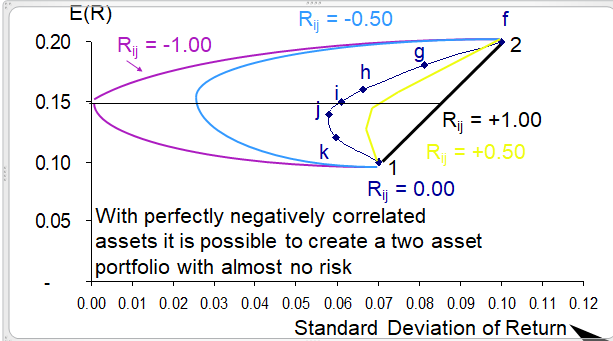 E(R)
f
R_ij = -0.50
0.20
R_ij = -1.00
2
g
h
0.15
i
j
R_ij = +1.00
k
R_ij = +0.50
0.10
1
R_ij = 0.00
0.05
With perfectly negatively correlated
assets it is possible to create a two asset
portfolio with almost no risk
-
0.00 0.01 0.02 0.03 0.04 0.05 0.06 0.07 0.08 0.09 0.10 0.11 0.12
Standard Deviation of Return